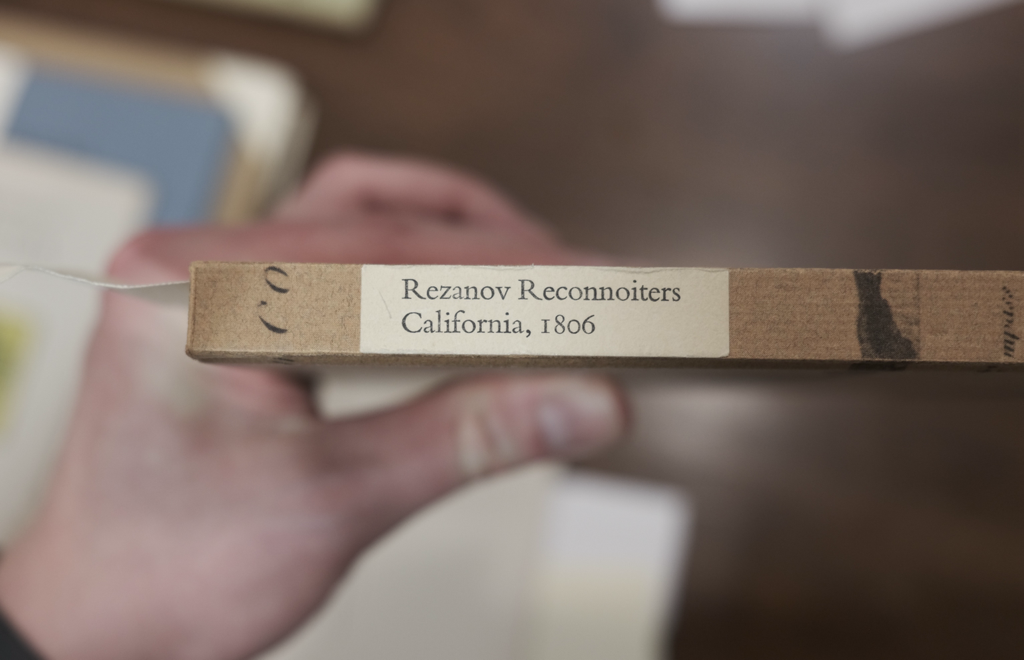 Rezanov Reconnoiters
California, 1806